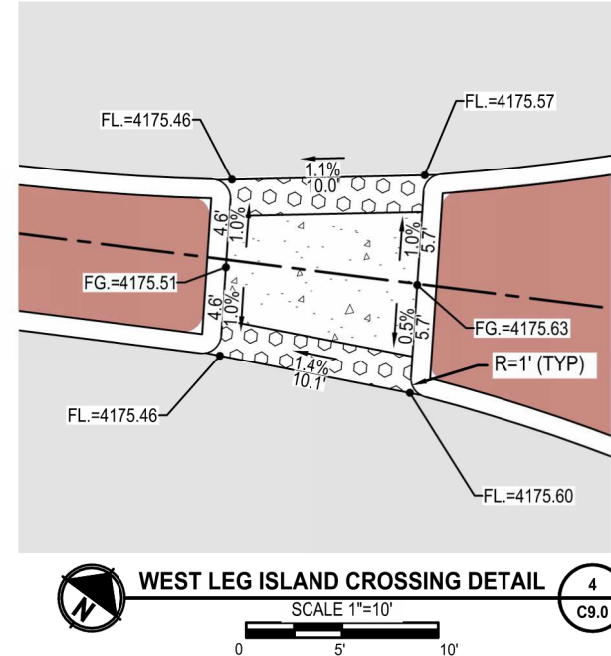 FL.=4175.57
FL.=4175.46
1.1%
10.0'
4.6'
1.0%
1.0%
5.7'
FG.=4175.51
4.6'
1.0%
0.5%
5.7'
FG.=4175.63
R=1' (TYP)
1.4%
10.1'
FL.=4175.46
FL.=4175.60
N
WEST LEG ISLAND CROSSING DETAIL
4
C9.0
SCALE 1"=10'
0 5' 10'